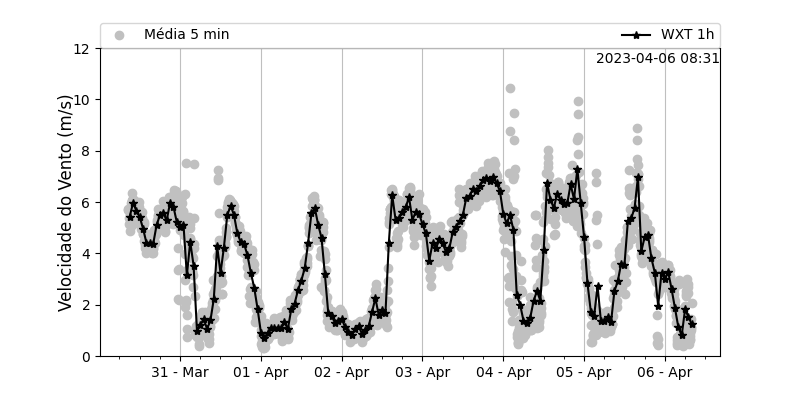 Média 5 min
WXT 1h
2023-04-06 08:31
Velocidade do Vento (m/s)
12
10
8
6
4
2
0
31 - Mar
01 - Apr
02 - Apr
03 - Apr
04 - Apr
05 - Apr
06 - Apr